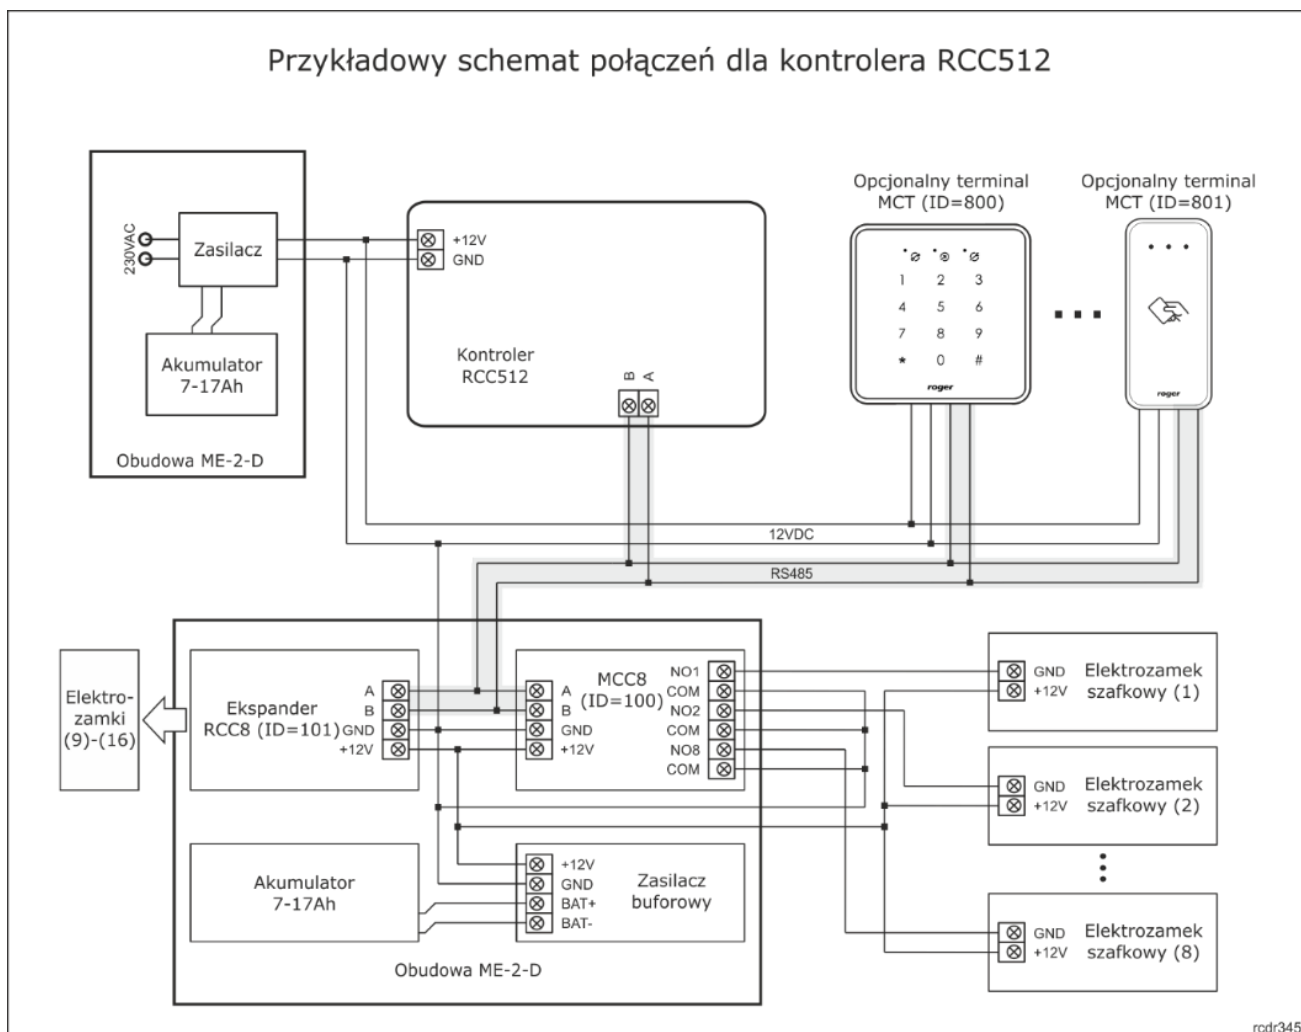 Przykładowy schemat połączeń dla kontrolera RCC512
230VAC
Zasilacz
Akumulator
7-17Ah
Obudowa ME-2-D
+12V
GND
Kontroler
RCC512
B
A
Opcjonalny terminal
MCT (ID=800)
1 2 3
4 5 6
7 8 9
* 0 #
roger
Opcjonalny terminal
MCT (ID=801)
roger
12VDC
RS485
Elektro-
zamki
(9)-(16)
Ekspander
RCC8 (ID=101)
A
B
GND
+12V
MCC8
(ID=100)
A
B
GND
+12V
NO1
COM
NO2
COM
NO8
COM
GND
+12V
Elektrozamek
szafkowy (1)
GND
+12V
Elektrozamek
szafkowy (2)
GND
+12V
Elektrozamek
szafkowy (8)
Akumulator
7-17Ah
+12V
GND
BAT+
BAT-
Zasilacz
buforowy
Obudowa ME-2-D
rcdr345